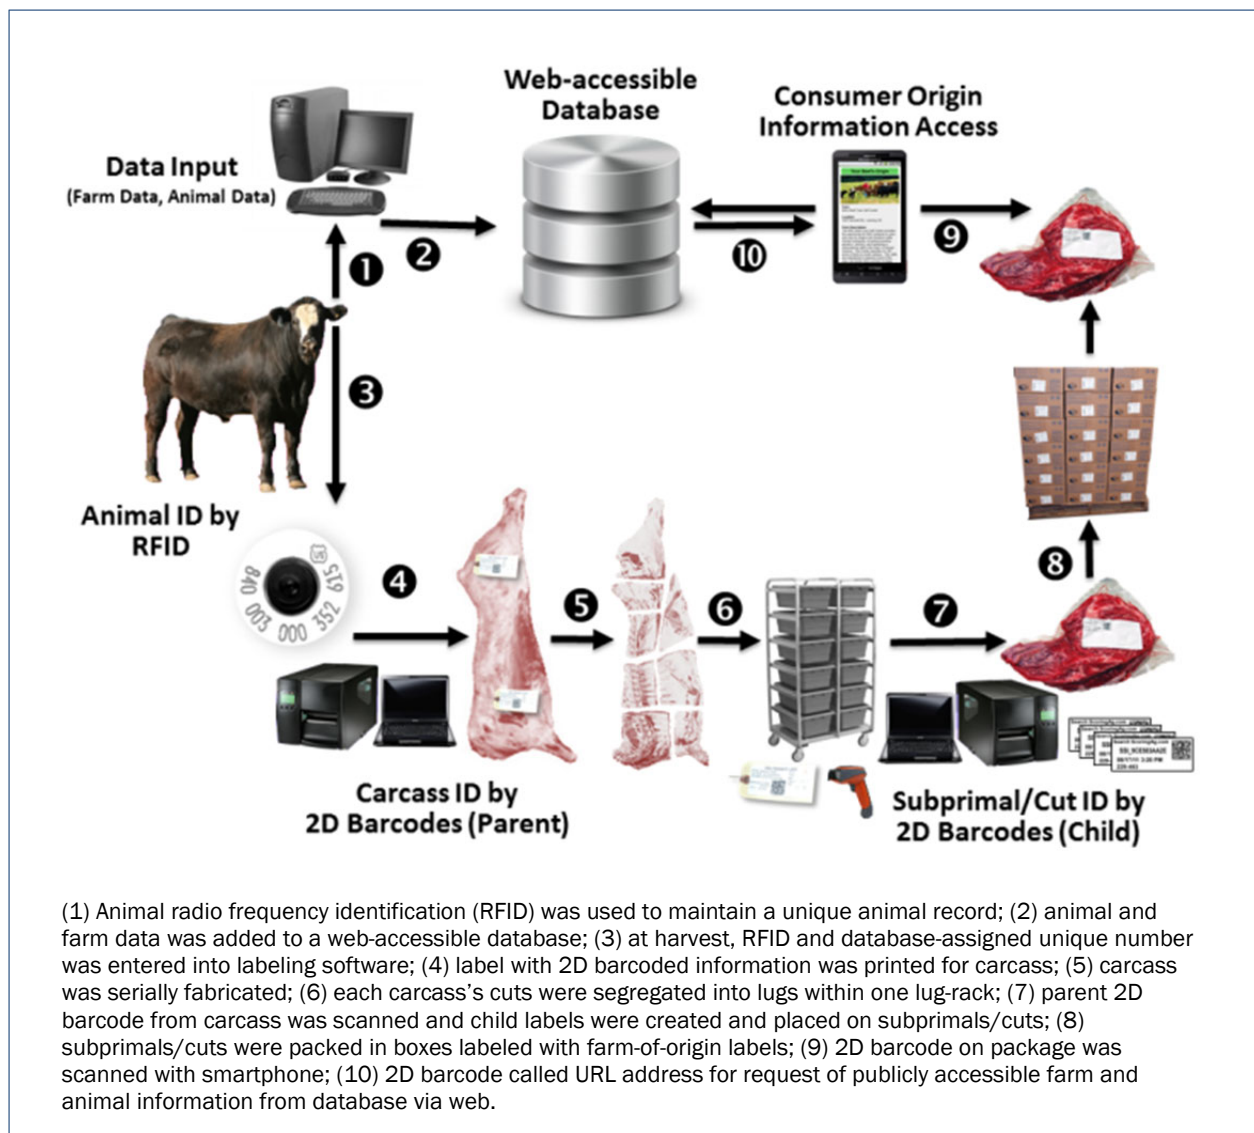 Web-accessible
Database
Consumer Origin
Information Access
Data Input
(Farm Data, Animal Data)
Your Beef's Origin
1
2
10
9
3
Animal ID by
RFID
840 003 000 352 615
US
4
5
6
7
8
Carcass ID by
2D Barcodes (Parent)
Subprimal/Cut ID by
2D Barcodes (Child)
(1) Animal radio frequency identification (RFID) was used to maintain a unique animal record; (2) animal and
farm data was added to a web-accessible database; (3) at harvest, RFID and database-assigned unique number
was entered into labeling software; (4) label with 2D barcoded information was printed for carcass; (5) carcass
was serially fabricated; (6) each carcass’s cuts were segregated into lugs within one lug-rack; (7) parent 2D
barcode from carcass was scanned and child labels were created and placed on subprimals/cuts; (8)
subprimals/cuts were packed in boxes labeled with farm-of-origin labels; (9) 2D barcode on package was
scanned with smartphone; (10) 2D barcode called URL address for request of publicly accessible farm and
animal information from database via web.